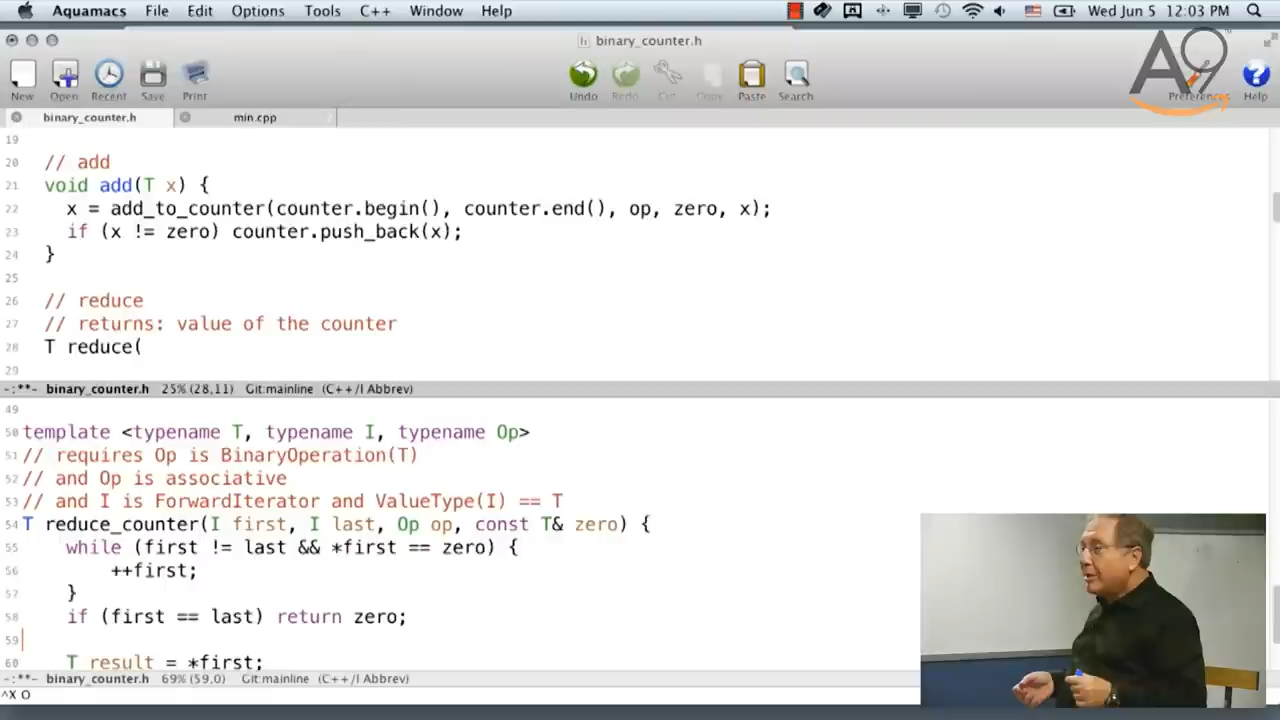 Aquamacs File Edit Options Tools C++ Window Help Wed Jun 5 12:03 PM
binary_counter.h
A9
New Open Recent Save Print Undo Redo Cut Copy Paste Search Preferences Help
binary_counter.h min.cpp
19
20 // add
21 void add(T x) {
22 x = add_to_counter(counter.begin(), counter.end(), op, zero, x);
23 if (x != zero) counter.push_back(x);
24 }
25
26 // reduce
27 // returns: value of the counter
28 T reduce(
29
-:**- binary_counter.h 25% (28,11) Git:mainline (C++/l Abbrev)
49
50 template <typename T, typename I, typename Op>
51 // requires Op is BinaryOperation(T)
52 // and Op is associative
53 // and I is ForwardIterator and ValueType(I) == T
54 T reduce_counter(I first, I last, Op op, const T& zero) {
55 while (first != last && *first == zero) {
56 ++first;
57 }
58 if (first == last) return zero;
59
60 T result = *first;
-:**- binary_counter.h 69% (59,0) Git:mainline (C++/l Abbrev)
^X O